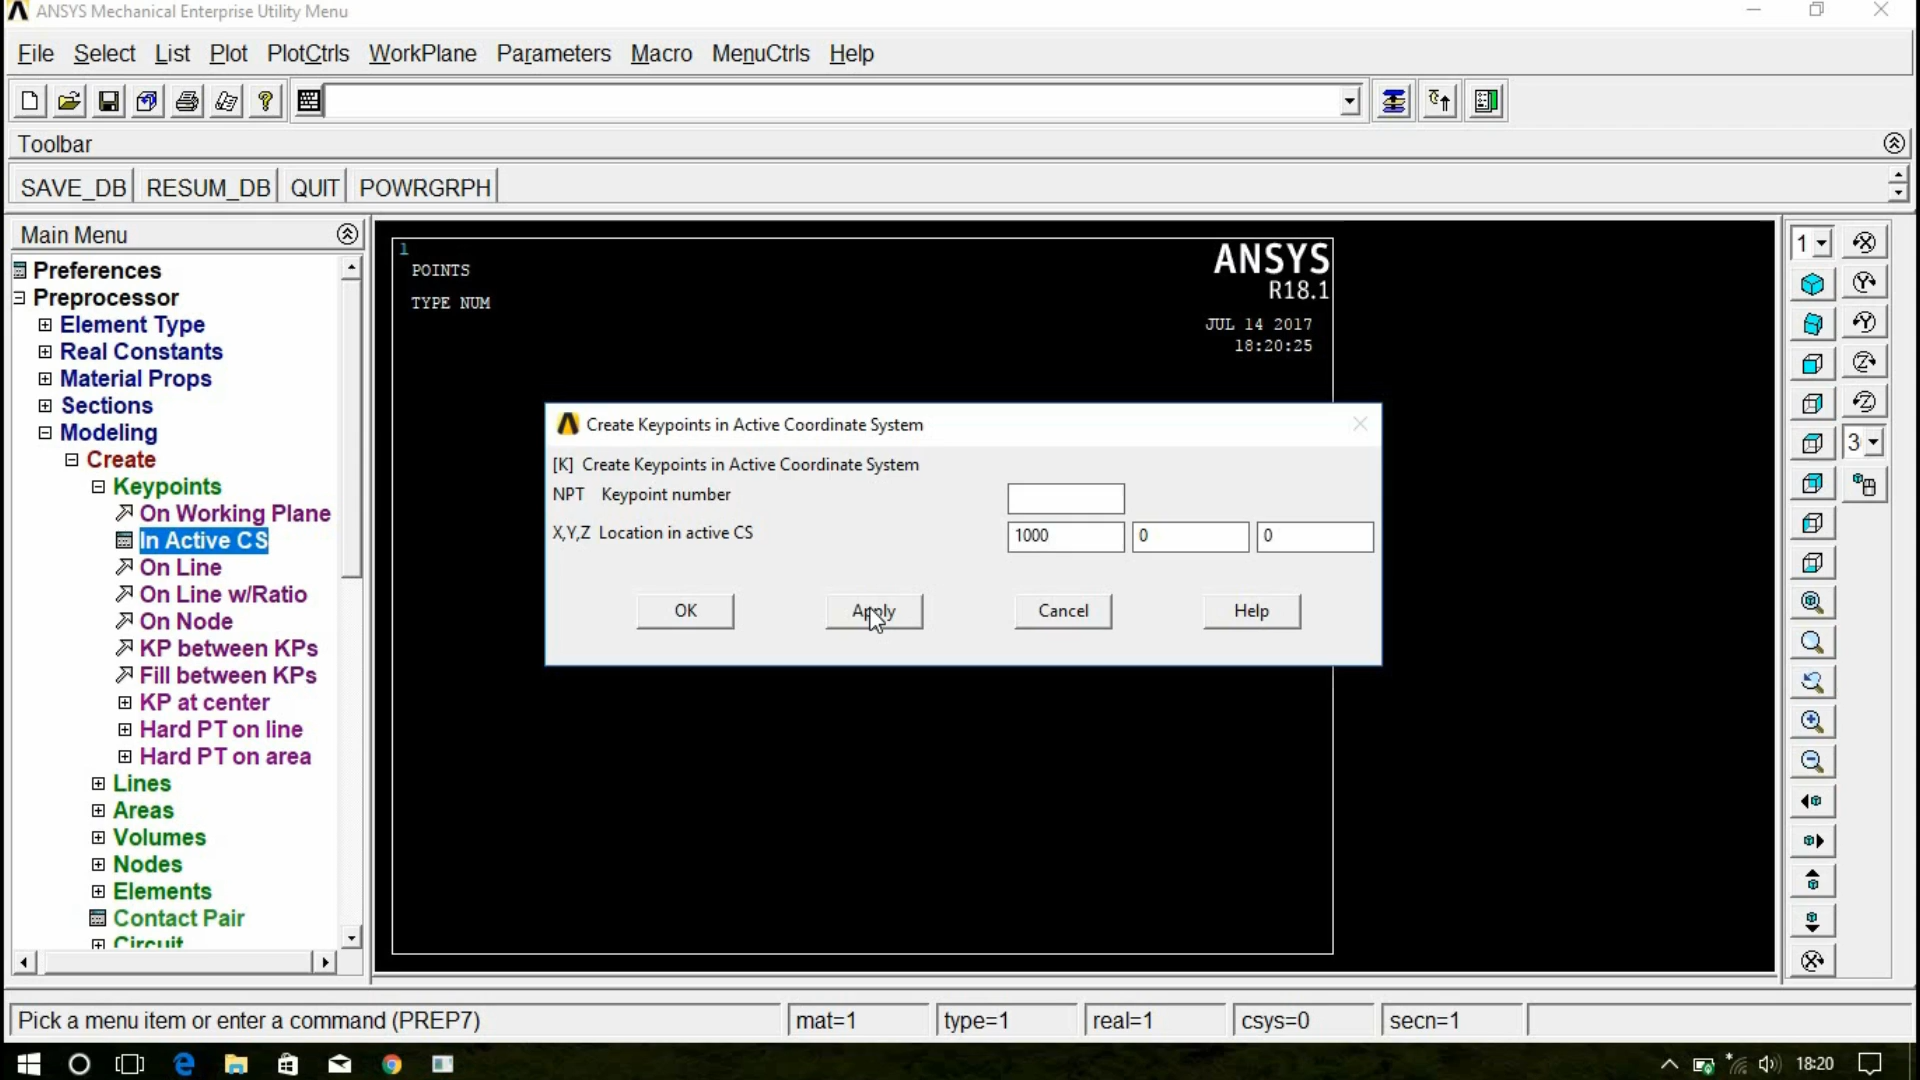 ANSYS Mechanical Enterprise Utility Menu
File Select List Plot PlotCtrls WorkPlane Parameters Macro MenuCtrls Help
Toolbar
SAVE_DB RESUM_DB QUIT POWRGRPH
Main Menu
Preferences
Preprocessor
Element Type
Real Constants
Material Props
Sections
Modeling
Create
Keypoints
On Working Plane
In Active CS
On Line
On Line w/Ratio
On Node
KP between KPs
Fill between KPs
KP at center
Hard PT on line
Hard PT on area
Lines
Areas
Volumes
Nodes
Elements
Contact Pair
Circuit
1
POINTS
TYPE NUM
ANSYS
R18.1
JUL 14 2017
18:20:25
Create Keypoints in Active Coordinate System
[K] Create Keypoints in Active Coordinate System
NPT Keypoint number
X,Y,Z Location in active CS 1000 0 0
OK Apply Cancel Help
1
3
Pick a menu item or enter a command (PREP7) mat=1 type=1 real=1 csys=0 secn=1
18:20